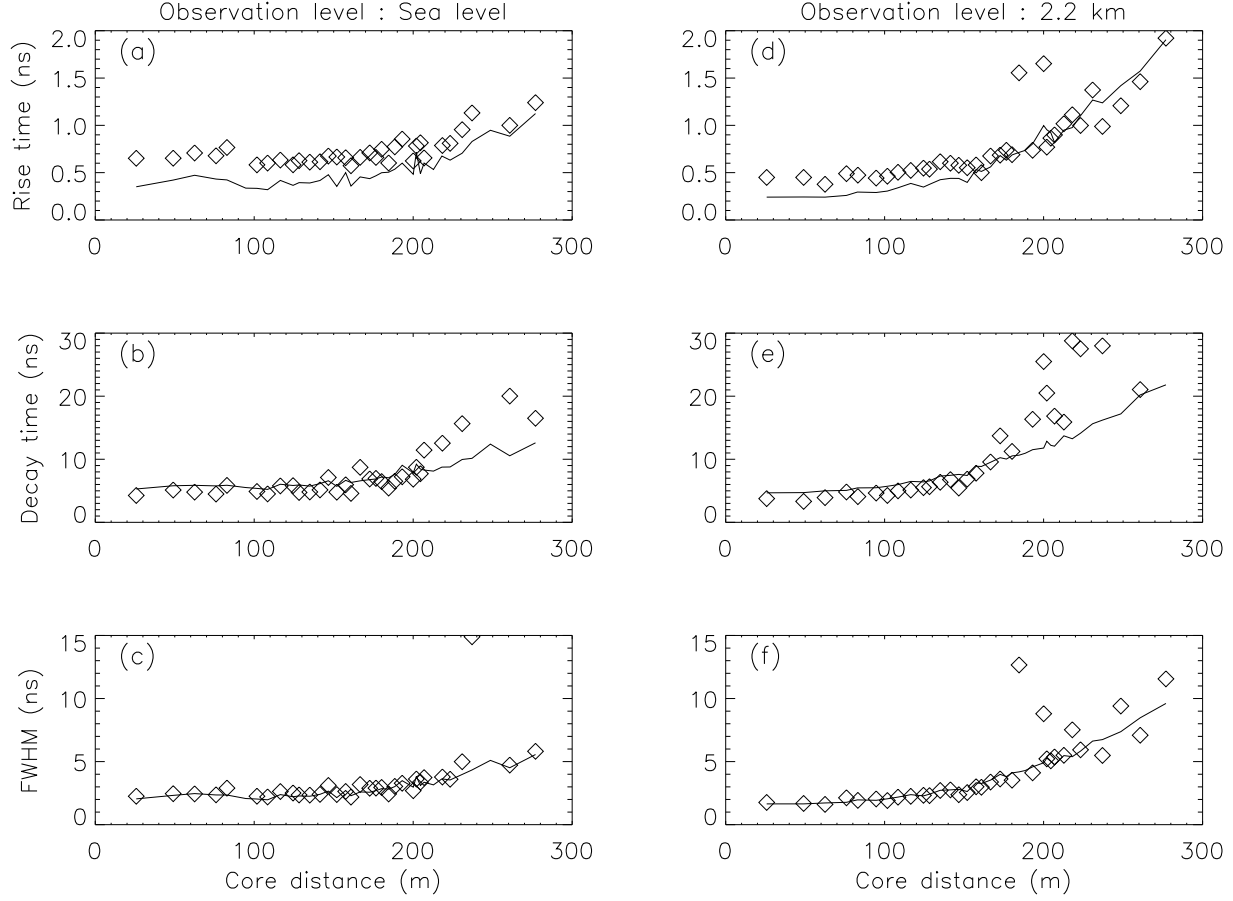 Observation level : Sea level
Observation level : 2.2 km
(a)
Rise time (ns)
2.0
1.5
1.0
0.5
0.0
0 100 200 300
(d)
2.0
1.5
1.0
0.5
0.0
0 100 200 300
(b)
Decay time (ns)
30
20
10
0
0 100 200 300
(e)
30
20
10
0
0 100 200 300
(c)
FWHM (ns)
15
10
5
0
0 100 200 300
Core distance (m)
(f)
15
10
5
0
0 100 200 300
Core distance (m)